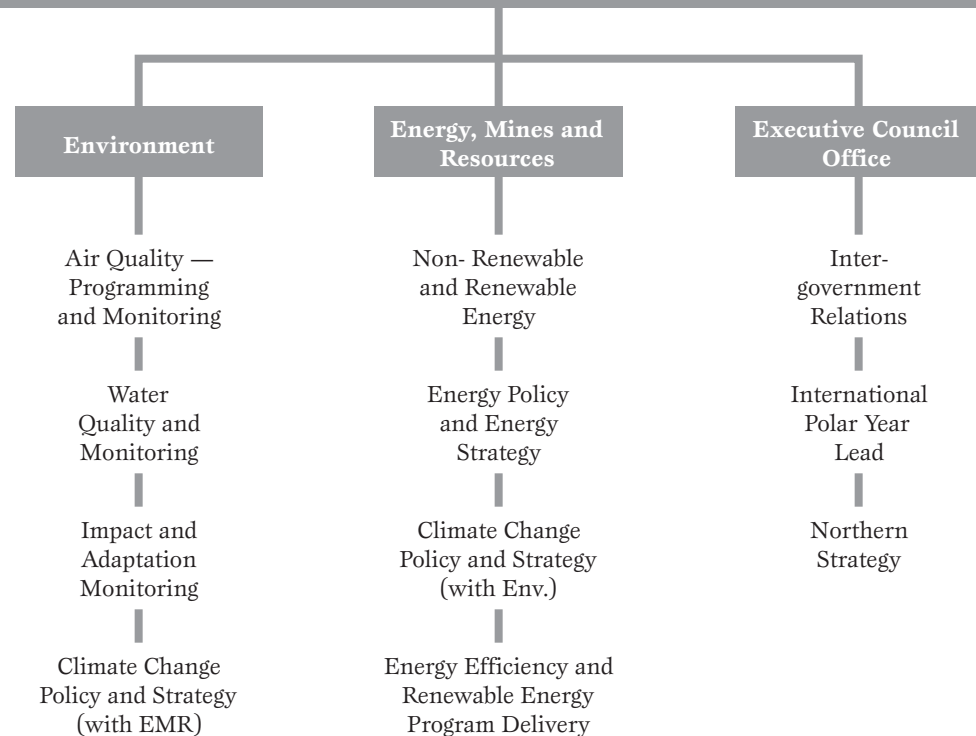 Environment
Air Quality —
Programming
and Monitoring
Water
Quality and
Monitoring
Impact and
Adaptation
Monitoring
Climate Change
Policy and Strategy
(with EMR)
Energy, Mines and
Resources
Non- Renewable
and Renewable
Energy
Energy Policy
and Energy
Strategy
Climate Change
Policy and Strategy
(with Env.)
Energy Efficiency and
Renewable Energy
Program Delivery
Executive Council
Office
Inter-
government
Relations
International
Polar Year
Lead
Northern
Strategy